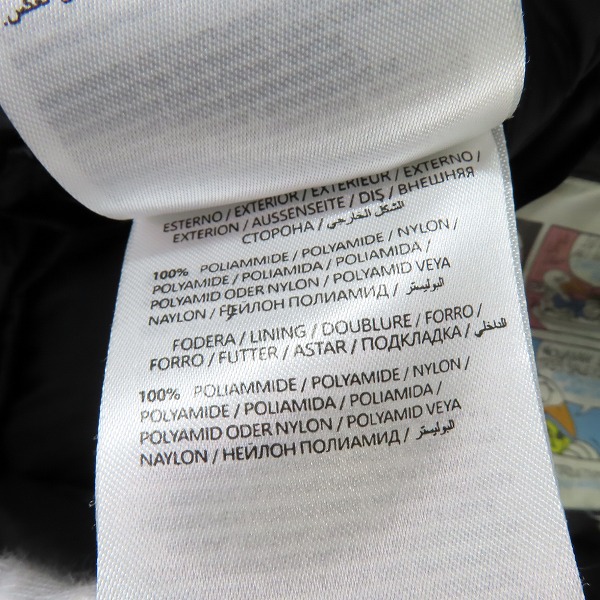 ESTERNO / EXTERIOR / EXTERIEUR / EXTERNO /
EXTERION / AUSSENSEITE / DIŞ / ВНЕШНЯЯ
СТОРОНА / الشكل الخارجي
100% POLIAMMIDE / POLYAMIDE / NYLON /
POLYAMIDE / POLIAMIDA / POLIAMIDA /
POLYAMID ODER NYLON / POLYAMID VEYA
NAYLON / НЕЙЛОН ПОЛИАМИД / البوليستر
FODERA / LINING / DOUBLURE / FORRO /
FORRO / FUTTER / ASTAR / ПОДКЛАДКА / الداخلي
100% POLIAMMIDE / POLYAMIDE / NYLON /
POLYAMIDE / POLIAMIDA / POLIAMIDA /
POLYAMID ODER NYLON / POLYAMID VEYA
NAYLON / НЕЙЛОН ПОЛИАМИД / البوليستر